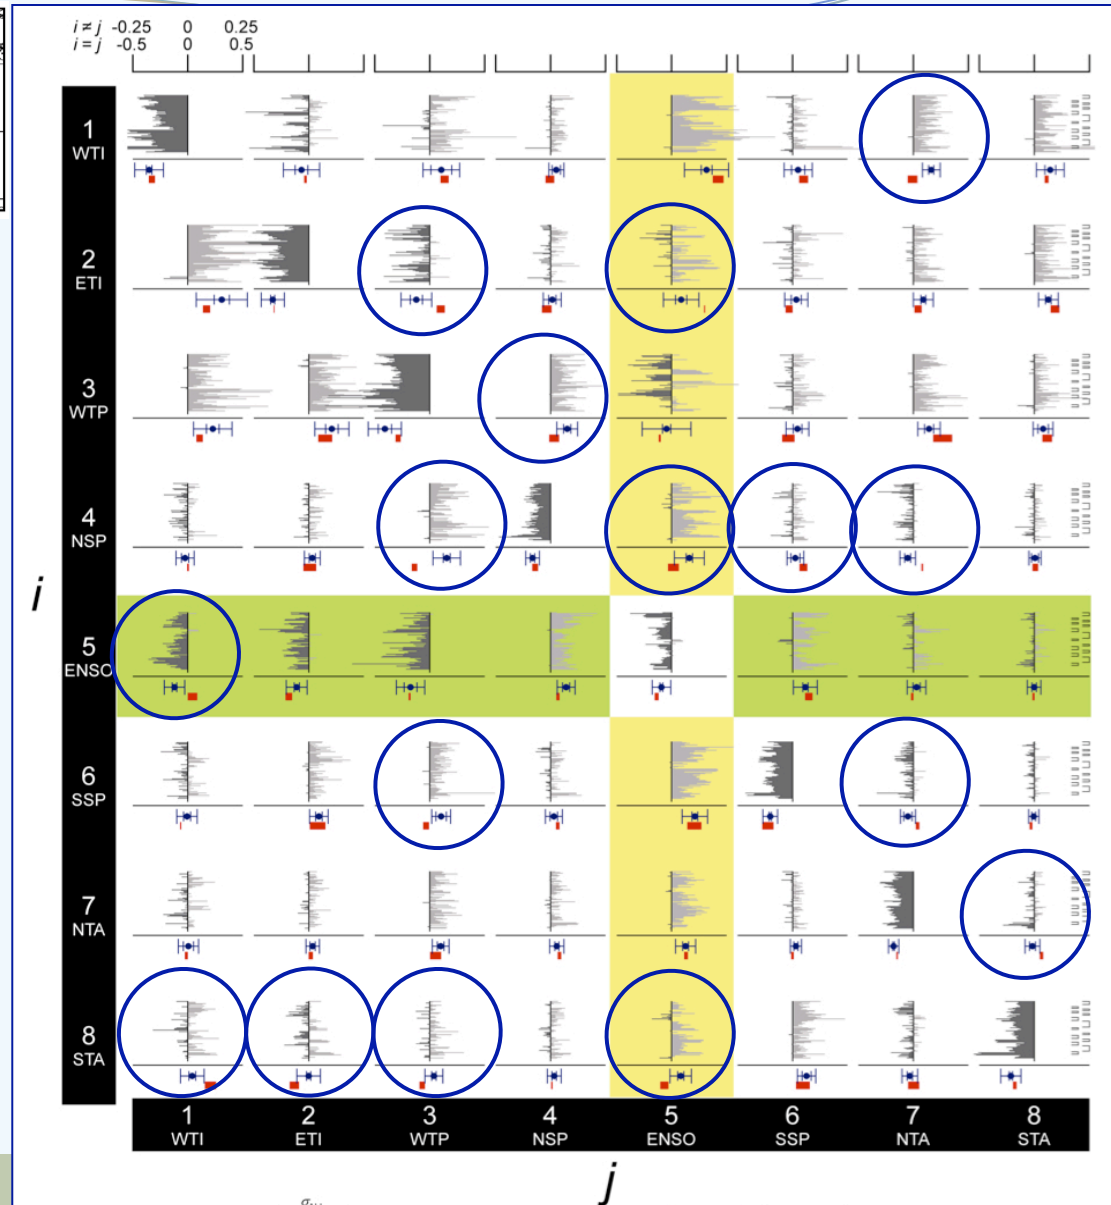 i ≠ j -0.25 0 0.25
i = j -0.5 0 0.5
1
WTI
2
ETI
3
WTP
4
NSP
i
5
ENSO
6
SSP
7
NTA
8
STA
1 2 3 4 5 6 7 8
WTI ETI WTP NSP ENSO SSP NTA STA
j